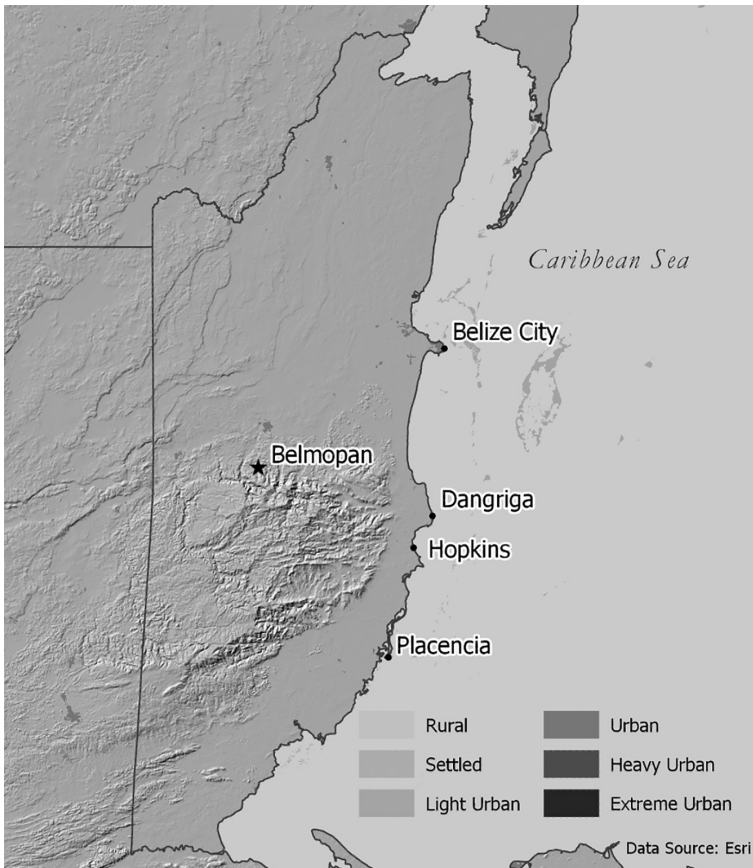 Caribbean Sea
Belize City
Belmopan
Dangriga
Hopkins
Placencia
Rural
Urban
Settled
Heavy Urban
Light Urban
Extreme Urban
Data Source: Esri